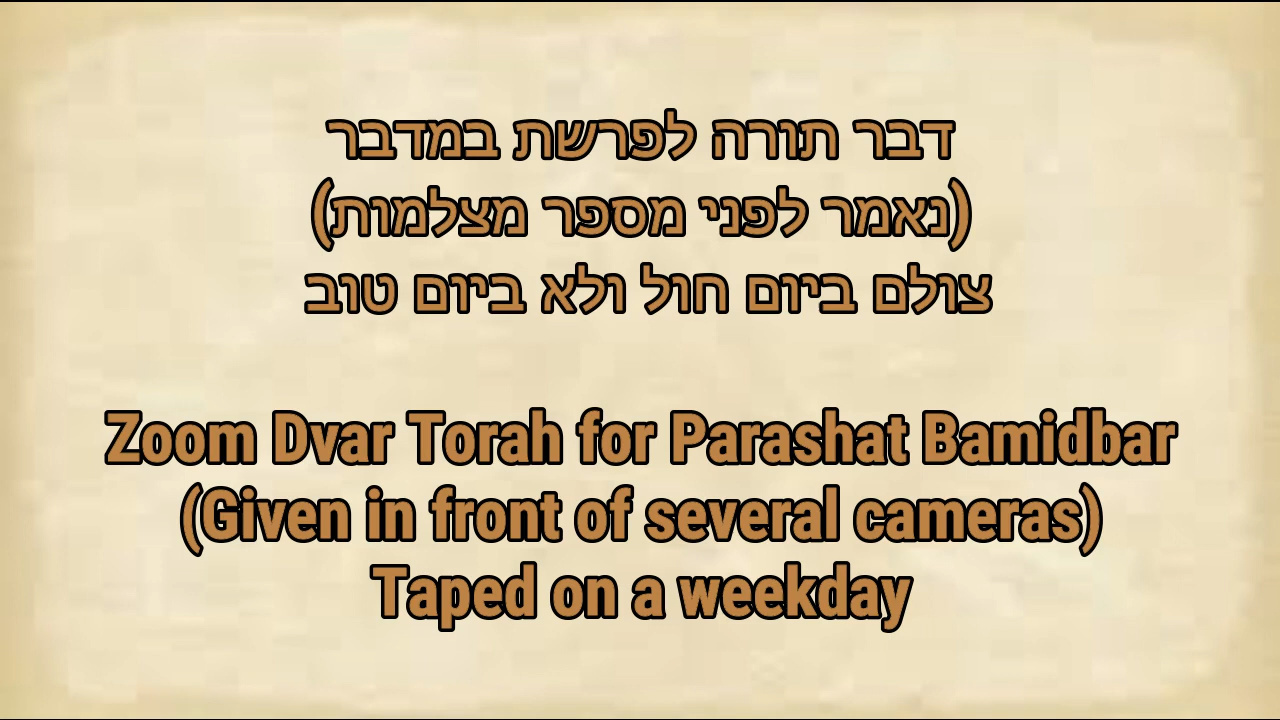 דבר תורה לפרשת במדבר
(נאמר לפני מספר מצלמות)
צולם ביום חול ולא ביום טוב
Zoom Dvar Torah for Parashat Bamidbar
(Given in front of several cameras)
Taped on a weekday